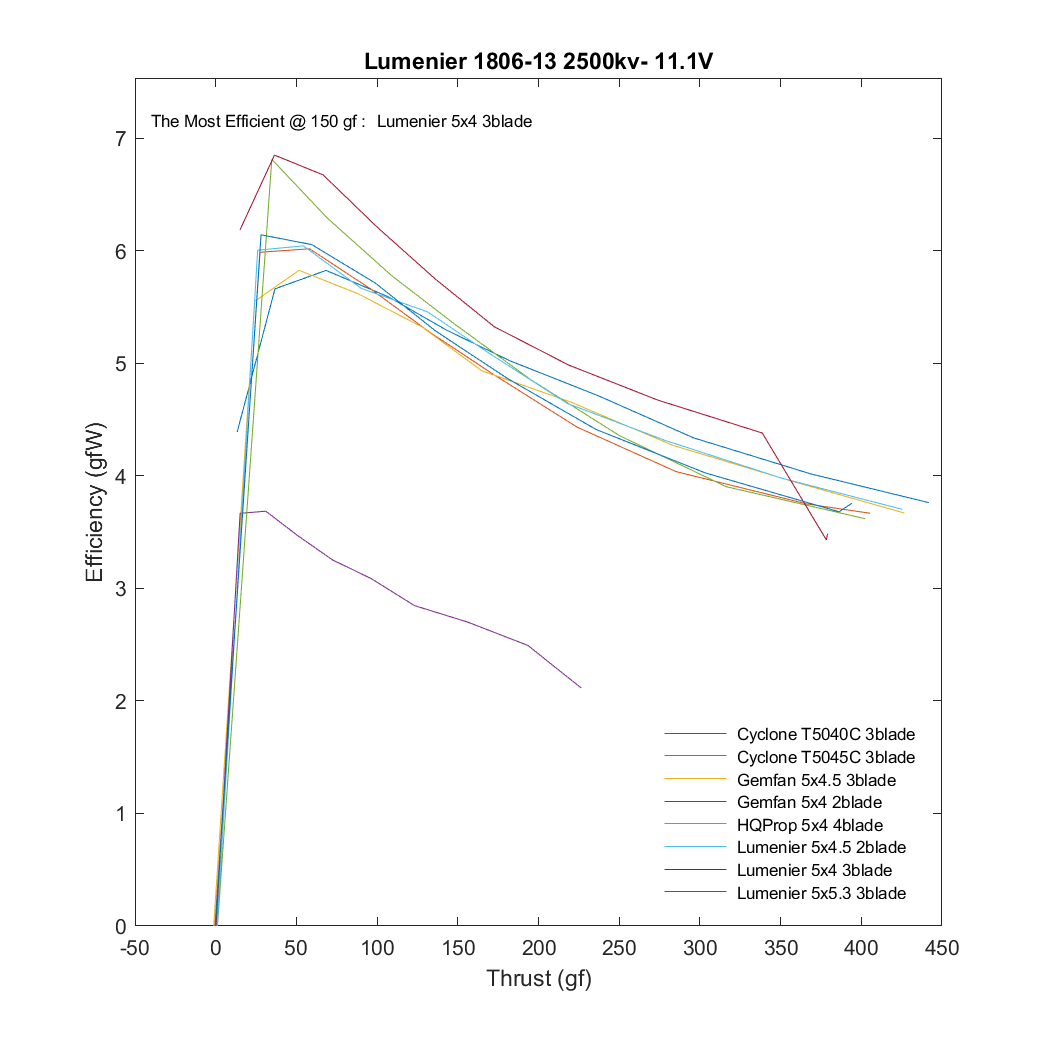 Lumenier 1806-13 2500kv- 11.1V
The Most Efficient @ 150 gf : Lumenier 5x4 3blade
7
6
5
4
3
2
1
0
Efficiency (gfW)
-50 0 50 100 150 200 250 300 350 400 450
Thrust (gf)
Cyclone T5040C 3blade
Cyclone T5045C 3blade
Gemfan 5x4.5 3blade
Gemfan 5x4 2blade
HQProp 5x4 4blade
Lumenier 5x4.5 2blade
Lumenier 5x4 3blade
Lumenier 5x5.3 3blade